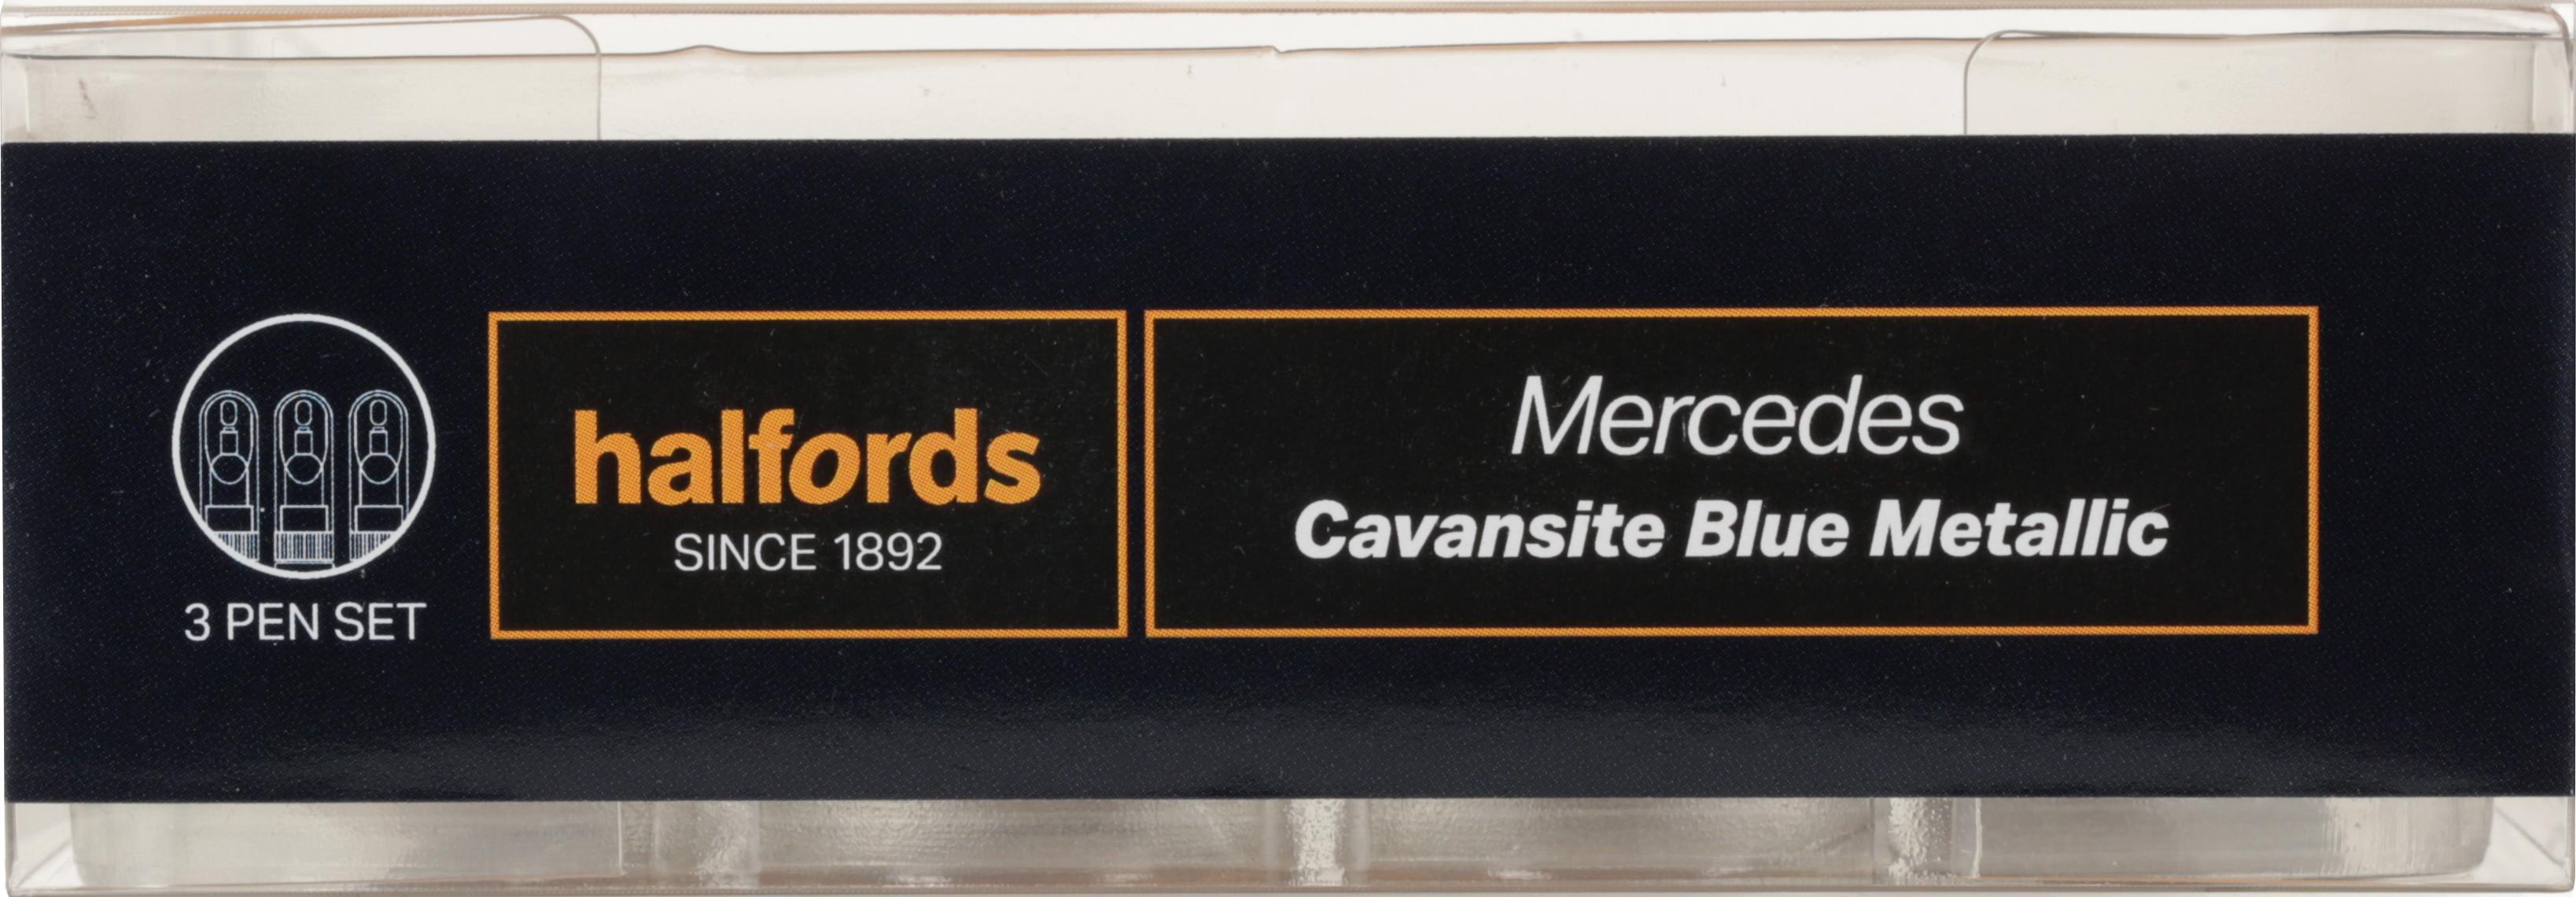 3 PEN SET
halfords
SINCE 1892
Mercedes
Cavansite Blue Metallic